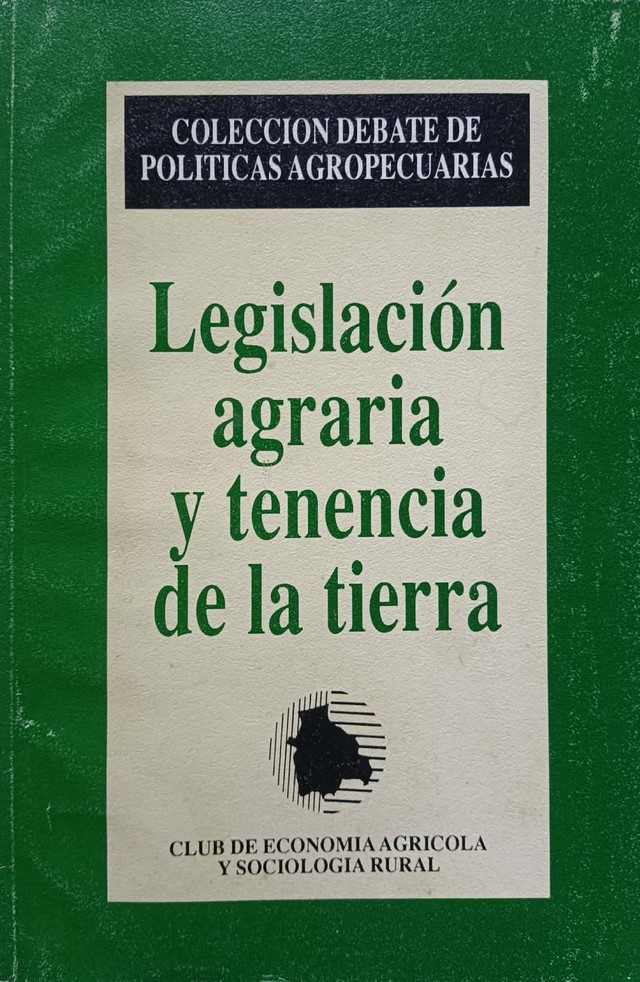 COLECCION DEBATE DE
POLITICAS AGROPECUARIAS
Legislación
agraria
y tenencia
de la tierra
CLUB DE ECONOMIA AGRICOLA
Y SOCIOLOGIA RURAL